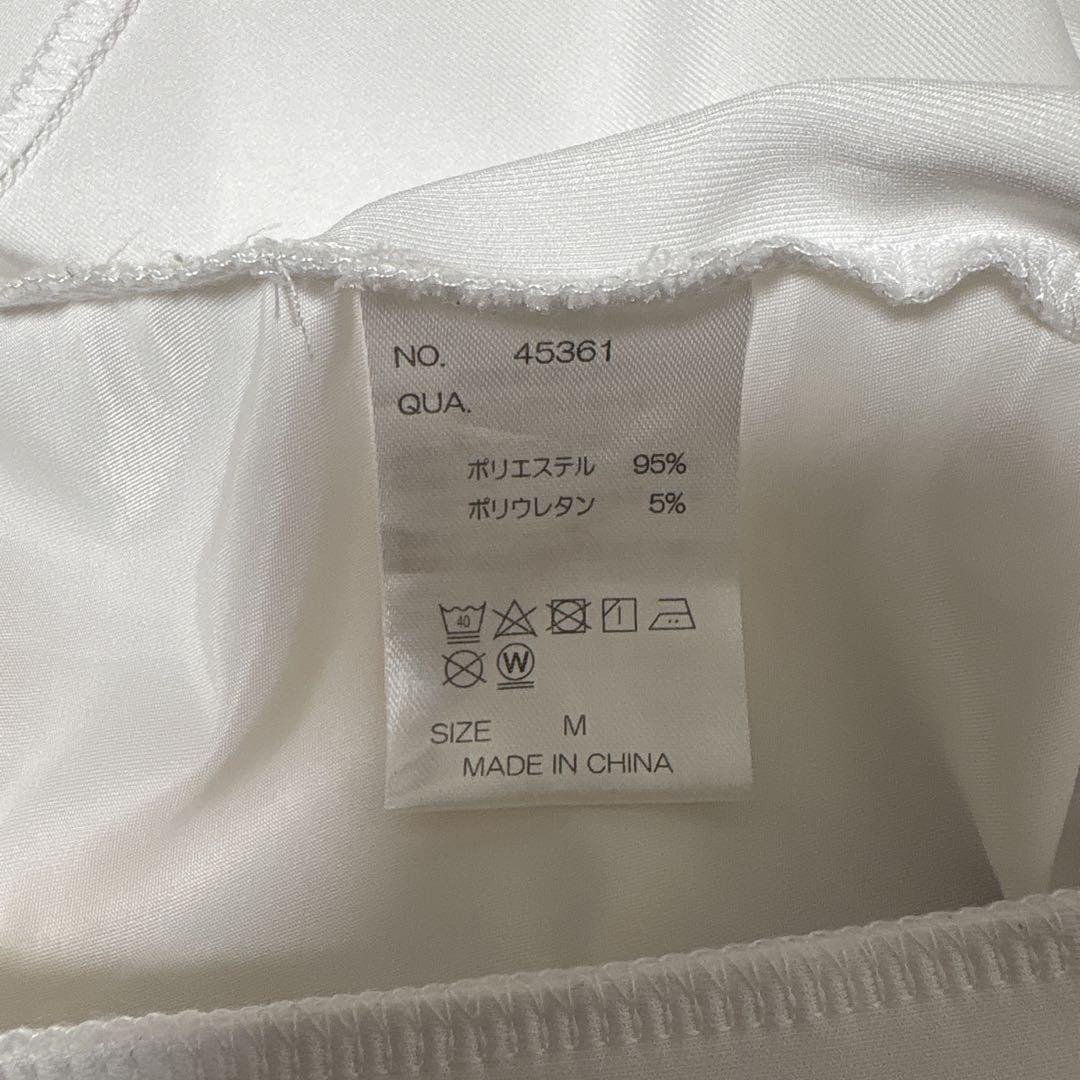 NO. 45361
QUA.
ポリエステル 95%
ポリウレタン 5%
40
W
SIZE M
MADE IN CHINA